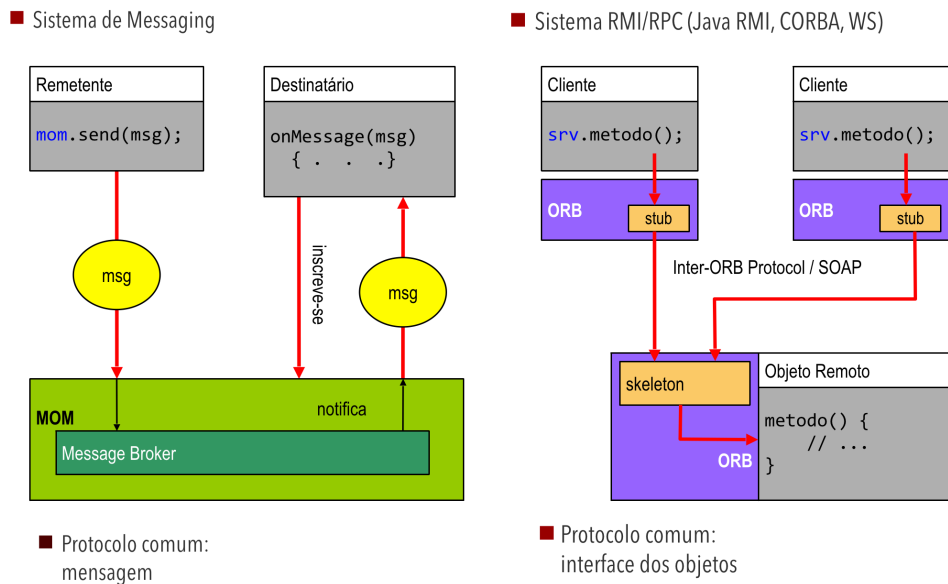 Sistema de Messaging
Remetente
mom.send(msg);
Destinatário
onMessage(msg)
{ . . .}
msg
inscreve-se
msg
MOM
notifica
Message Broker
Protocolo comum:
mensagem
Sistema RMI/RPC (Java RMI, CORBA, WS)
Cliente
srv.metodo();
ORB
stub
Cliente
srv.metodo();
ORB
stub
Inter-ORB Protocol / SOAP
skeleton
ORB
Objeto Remoto
metodo() {
// ...
}
Protocolo comum:
interface dos objetos